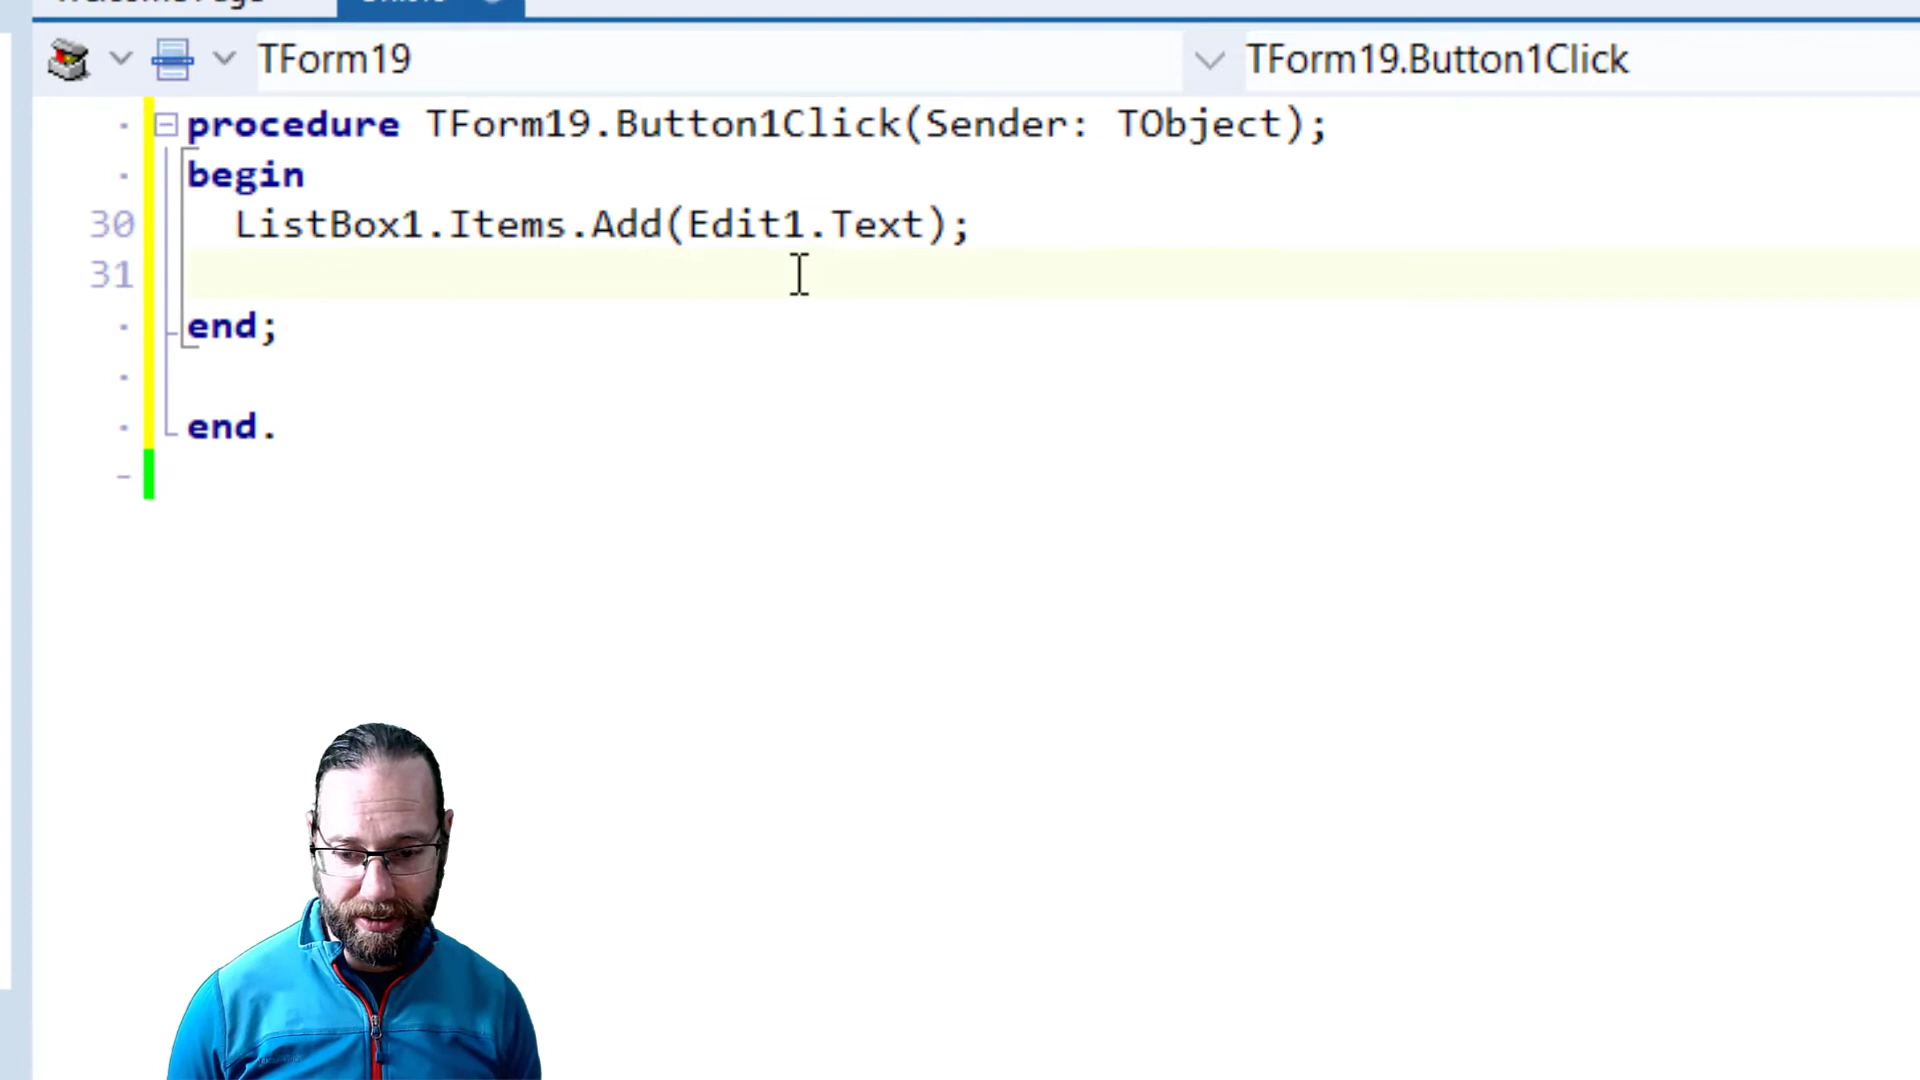 TForm19
TForm19.Button1Click
procedure TForm19.Button1Click(Sender: TObject);
begin
30 ListBox1.Items.Add(Edit1.Text);
31
end;
end.